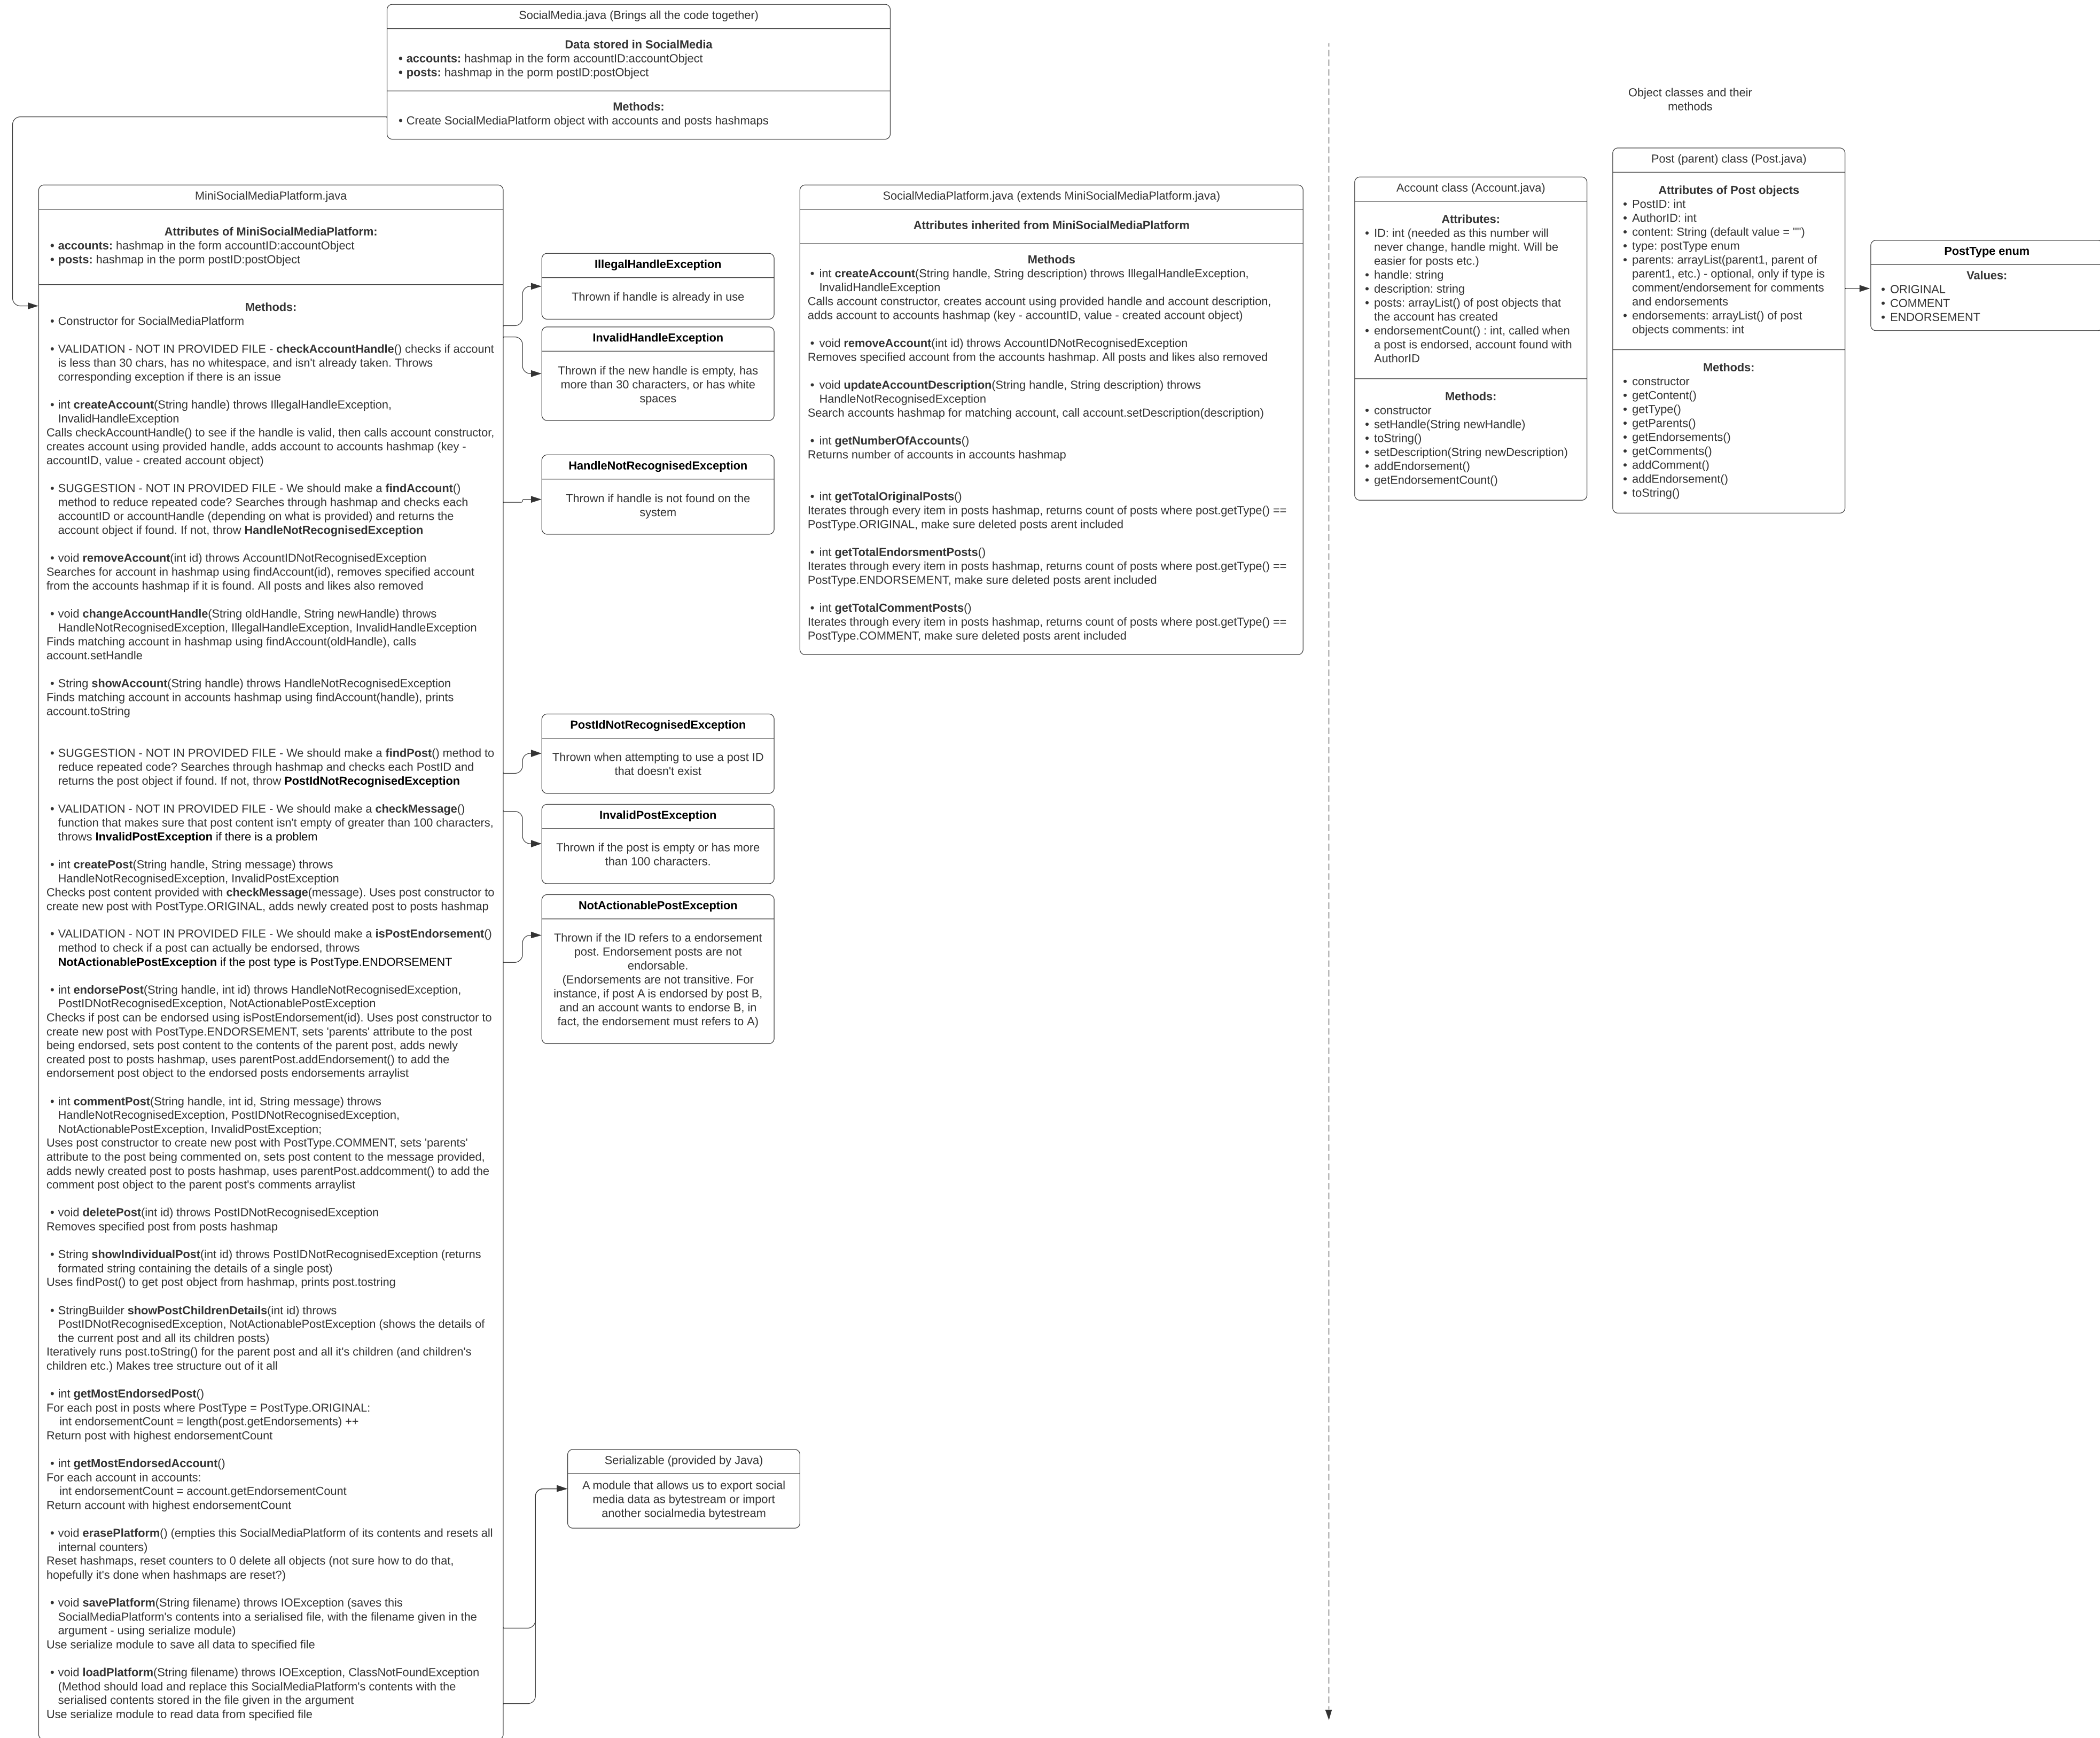 SocialMedia.java (Brings all the code together)
Data stored in SocialMedia
• accounts: hashmap in the form accountID:accountObject
• posts: hashmap in the porm postID:postObject
Methods:
• Create SocialMediaPlatform object with accounts and posts hashmaps
MiniSocialMediaPlatform.java
Attributes of MiniSocialMediaPlatform:
• accounts: hashmap in the form accountID:accountObject
• posts: hashmap in the porm postID:postObject
Methods:
• Constructor for SocialMediaPlatform
• VALIDATION - NOT IN PROVIDED FILE - checkAccountHandle() checks if account
is less than 30 chars, has no whitespace, and isn't already taken. Throws
corresponding exception if there is an issue
• int createAccount(String handle) throws IllegalHandleException,
InvalidHandleException
Calls checkAccountHandle() to see if the handle is valid, then calls account constructor,
creates account using provided handle, adds account to accounts hashmap (key -
accountID, value - created account object)
• SUGGESTION - NOT IN PROVIDED FILE - We should make a findAccount()
method to reduce repeated code? Searches through hashmap and checks each
accountID or accountHandle (depending on what is provided) and returns the
account object if found. If not, throw HandleNotRecognisedException
• void removeAccount(int id) throws AccountIDNotRecognisedException
Searches for account in hashmap using findAccount(id), removes specified account
from the accounts hashmap if it is found. All posts and likes also removed
• void changeAccountHandle(String oldHandle, String newHandle) throws
HandleNotRecognisedException, IllegalHandleException, InvalidHandleException
Finds matching account in hashmap using findAccount(oldHandle), calls
account.setHandle
• String showAccount(String handle) throws HandleNotRecognisedException
Finds matching account in accounts hashmap using findAccount(handle), prints
account.toString
• SUGGESTION - NOT IN PROVIDED FILE - We should make a findPost() method to
reduce repeated code? Searches through hashmap and checks each PostID and
returns the post object if found. If not, throw PostIdNotRecognisedException
• VALIDATION - NOT IN PROVIDED FILE - We should make a checkMessage()
function that makes sure that post content isn't empty of greater than 100 characters,
throws InvalidPostException if there is a problem
• int createPost(String handle, String message) throws
HandleNotRecognisedException, InvalidPostException
Checks post content provided with checkMessage(message). Uses post constructor to
create new post with PostType.ORIGINAL, adds newly created post to posts hashmap
• VALIDATION - NOT IN PROVIDED FILE - We should make a isPostEndorsement()
method to check if a post can actually be endorsed, throws
NotActionablePostException if the post type is PostType.ENDORSEMENT
• int endorsePost(String handle, int id) throws HandleNotRecognisedException,
PostIDNotRecognisedException, NotActionablePostException
Checks if post can be endorsed using isPostEndorsement(id). Uses post constructor to
create new post with PostType.ENDORSEMENT, sets 'parents' attribute to the post
being endorsed, sets post content to the contents of the parent post, adds newly
created post to posts hashmap, uses parentPost.addEndorsement() to add the
endorsement post object to the endorsed posts endorsements arraylist
• int commentPost(String handle, int id, String message) throws
HandleNotRecognisedException, PostIDNotRecognisedException,
NotActionablePostException, InvalidPostException;
Uses post constructor to create new post with PostType.COMMENT, sets 'parents'
attribute to the post being commented on, sets post content to the message provided,
adds newly created post to posts hashmap, uses parentPost.addcomment() to add the
comment post object to the parent post's comments arraylist
• void deletePost(int id) throws PostIDNotRecognisedException
Removes specified post from posts hashmap
• String showIndividualPost(int id) throws PostIDNotRecognisedException (returns
formated string containing the details of a single post)
Uses findPost() to get post object from hashmap, prints post.tostring
• StringBuilder showPostChildrenDetails(int id) throws
PostIDNotRecognisedException, NotActionablePostException (shows the details of
the current post and all its children posts)
Iteratively runs post.toString() for the parent post and all it's children (and children's
children etc.) Makes tree structure out of it all
• int getMostEndorsedPost()
For each post in posts where PostType = PostType.ORIGINAL:
int endorsementCount = length(post.getEndorsements) ++
Return post with highest endorsementCount
• int getMostEndorsedAccount()
For each account in accounts:
int endorsementCount = account.getEndorsementCount
Return account with highest endorsementCount
• void erasePlatform() (empties this SocialMediaPlatform of its contents and resets all
internal counters)
Reset hashmaps, reset counters to 0 delete all objects (not sure how to do that,
hopefully it's done when hashmaps are reset?)
• void savePlatform(String filename) throws IOException (saves this
SocialMediaPlatform's contents into a serialised file, with the filename given in the
argument - using serialize module)
Use serialize module to save all data to specified file
• void loadPlatform(String filename) throws IOException, ClassNotFoundException
(Method should load and replace this SocialMediaPlatform's contents with the
serialised contents stored in the file given in the argument
Use serialize module to read data from specified file
IllegalHandleException
Thrown if handle is already in use
InvalidHandleException
Thrown if the new handle is empty, has
more than 30 characters, or has white
spaces
HandleNotRecognisedException
Thrown if handle is not found on the
system
PostIdNotRecognisedException
Thrown when attempting to use a post ID
that doesn't exist
InvalidPostException
Thrown if the post is empty or has more
than 100 characters.
NotActionablePostException
Thrown if the ID refers to a endorsement
post. Endorsement posts are not
endorsable.
(Endorsements are not transitive. For
instance, if post A is endorsed by post B,
and an account wants to endorse B, in
fact, the endorsement must refers to A)
Serializable (provided by Java)
A module that allows us to export social
media data as bytestream or import
another socialmedia bytestream
SocialMediaPlatform.java (extends MiniSocialMediaPlatform.java)
Attributes inherited from MiniSocialMediaPlatform
Methods
• int createAccount(String handle, String description) throws IllegalHandleException,
InvalidHandleException
Calls account constructor, creates account using provided handle and account description,
adds account to accounts hashmap (key - accountID, value - created account object)
• void removeAccount(int id) throws AccountIDNotRecognisedException
Removes specified account from the accounts hashmap. All posts and likes also removed
• void updateAccountDescription(String handle, String description) throws
HandleNotRecognisedException
Search accounts hashmap for matching account, call account.setDescription(description)
• int getNumberOfAccounts()
Returns number of accounts in accounts hashmap
• int getTotalOriginalPosts()
Iterates through every item in posts hashmap, returns count of posts where post.getType() ==
PostType.ORIGINAL, make sure deleted posts arent included
• int getTotalEndorsmentPosts()
Iterates through every item in posts hashmap, returns count of posts where post.getType() ==
PostType.ENDORSEMENT, make sure deleted posts arent included
• int getTotalCommentPosts()
Iterates through every item in posts hashmap, returns count of posts where post.getType() ==
PostType.COMMENT, make sure deleted posts arent included
Object classes and their
methods
Account class (Account.java)
Attributes:
• ID: int (needed as this number will
never change, handle might. Will be
easier for posts etc.)
• handle: string
• description: string
• posts: arrayList() of post objects that
the account has created
• endorsementCount() : int, called when
a post is endorsed, account found with
AuthorID
Methods:
• constructor
• setHandle(String newHandle)
• toString()
• setDescription(String newDescription)
• addEndorsement()
• getEndorsementCount()
Post (parent) class (Post.java)
Attributes of Post objects
• PostID: int
• AuthorID: int
• content: String (default value = "")
• type: postType enum
• parents: arrayList(parent1, parent of
parent1, etc.) - optional, only if type is
comment/endorsement for comments
and endorsements
• endorsements: arrayList() of post
objects comments: int
Methods:
• constructor
• getContent()
• getType()
• getParents()
• getEndorsements()
• getComments()
• addComment()
• addEndorsement()
• toString()
PostType enum
Values:
• ORIGINAL
• COMMENT
• ENDORSEMENT